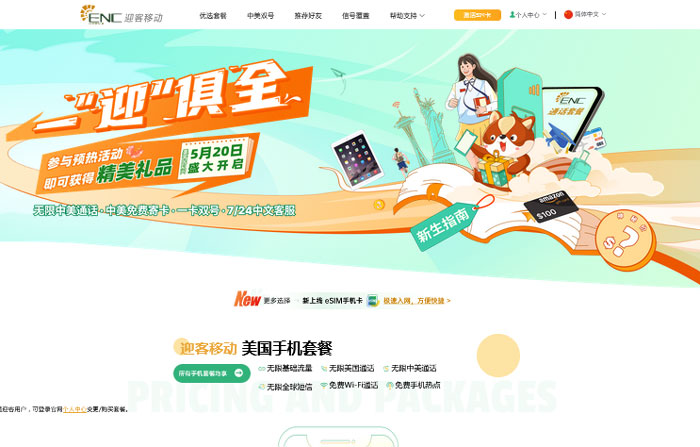 ENC 迎客移动
优选套餐 中美双号 推荐好友 信号覆盖 帮助支持
激活SIM卡 个人中心 | 简体中文
一“迎”俱全
参与预热活动
即可获得 精美礼品
5月20日
盛大开启
无限中美通话·中美免费寄卡·一卡双号·7/24中文客服
ENC
通话套餐
新生指南
amazon
$100
New 更多选择 新上线 eSIM手机卡 极速入网，方便快捷 >
迎客移动 美国手机套餐
所有手机套餐均享
无限基础流量 无限美国通话 无限中美通话
无限全球短信 免费Wi-Fi通话 免费手机热点
PRICING AND PACKAGES
迎客用户，可登录官网个人中心变更/购买套餐。